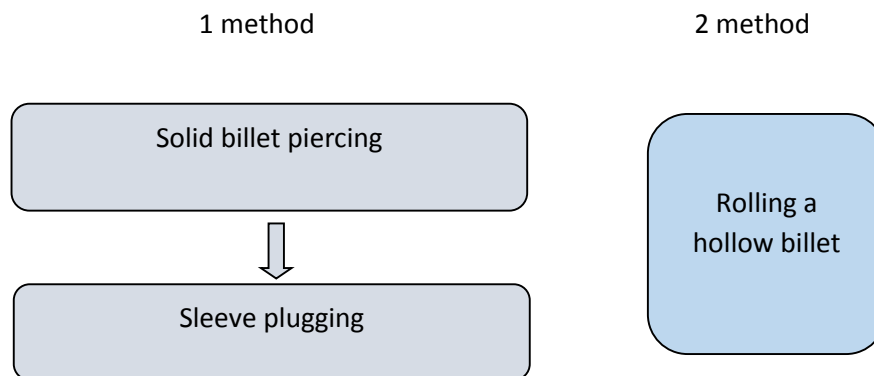 1 method
2 method
Solid billet piercing
Rolling a
hollow billet
Sleeve plugging